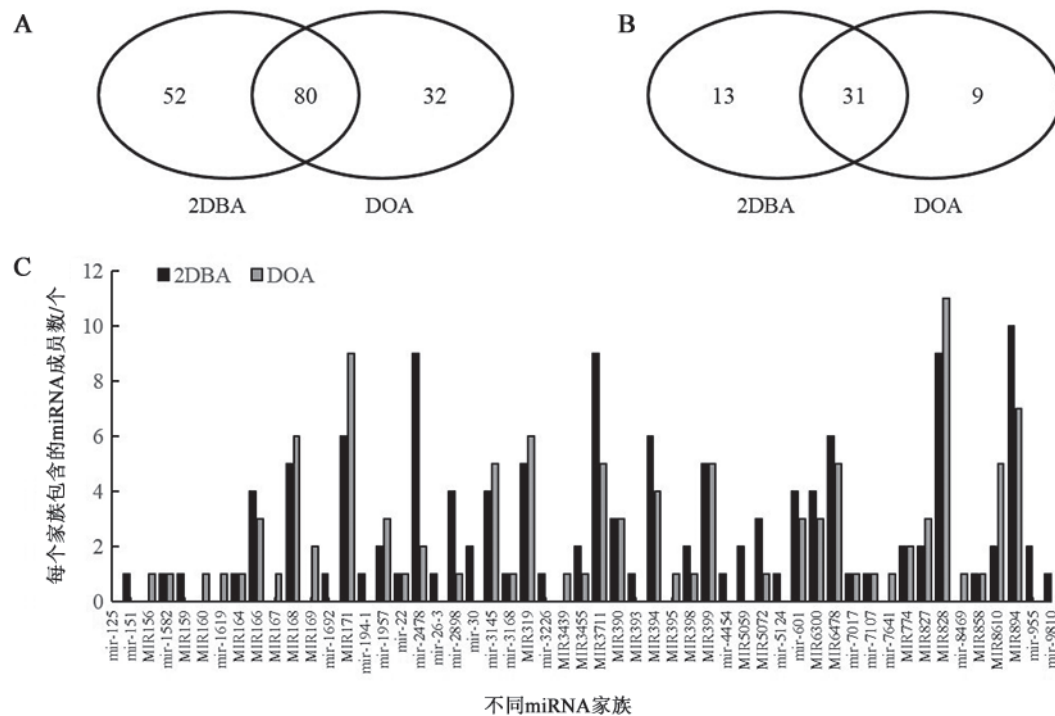 A
52
80
32
2DBA
DOA
B
13
31
9
2DBA
DOA
C
2DBA
DOA
每个家族包含的miRNA成员数/个
12
10
8
6
4
2
0
mir-125
mir-151
MIR156
mir-1582
MIR159
MIR160
mir-1619
MIR164
MIR166
MIR167
MIR168
MIR169
mir-1692
MIR171
mir-194-1
mir-1957
mir-22
mir-2478
mir-26-3
mir-2898
mir-30
mir-3145
mir-3168
MIR319
mir-3226
MIR3439
MIR3455
MIR3711
MIR390
MIR393
MIR394
MIR395
MIR398
MIR399
mir-4454
MIR5059
MIR5072
mir-5124
mir-601
MIR6300
MIR6478
mir-7017
mir-7107
mir-7641
MIR774
MIR827
MIR828
mir-8469
MIR858
MIR8610
MIR894
mir-955
mir-9810
不同miRNA家族